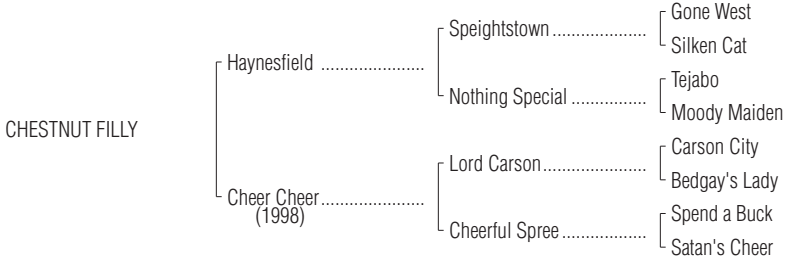 Gone West
Speightstown
Silken Cat
Haynesfield
Tejabo
Nothing Special
Moody Maiden
CHESTNUT FILLY
Carson City
Lord Carson
Bedgay's Lady
Cheer Cheer
(1998)
Spend a Buck
Cheerful Spree
Satan's Cheer